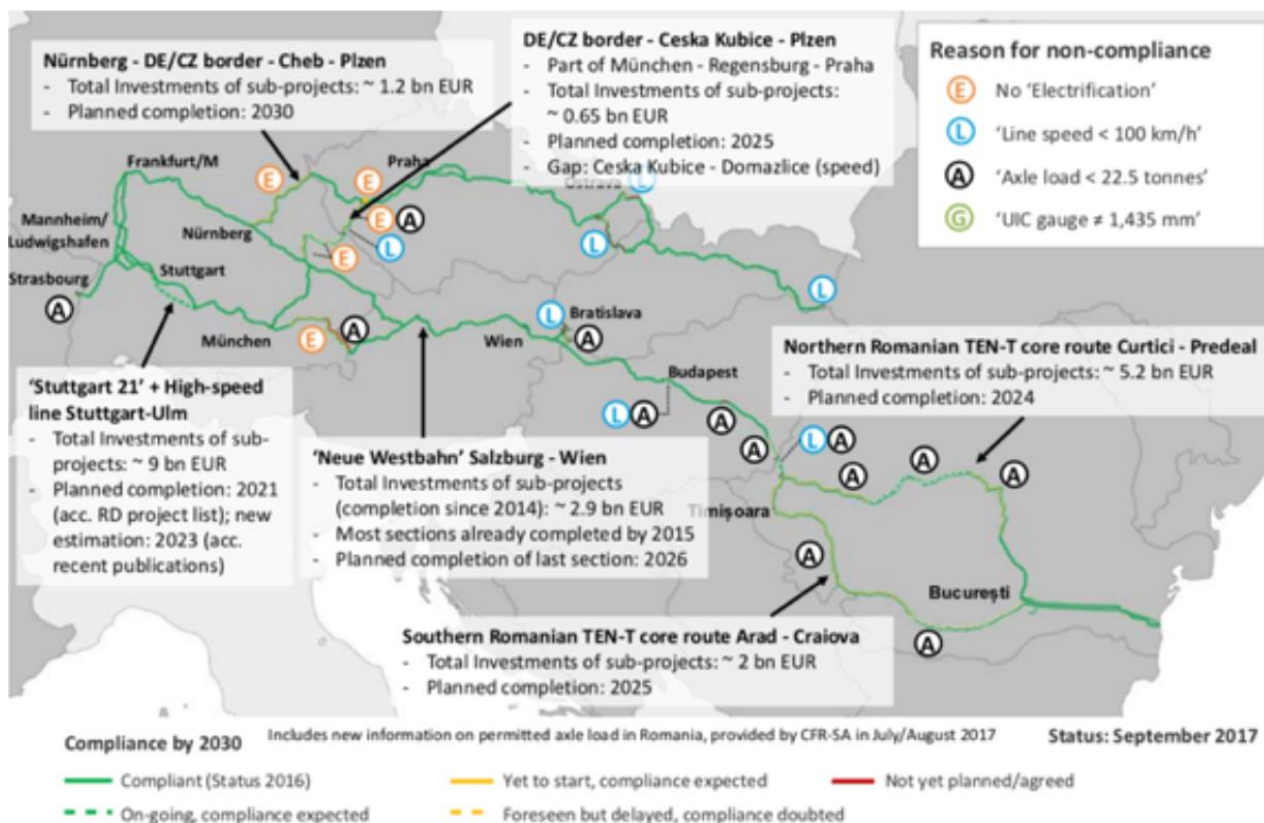 Nürnberg - DE/CZ border - Cheb - Plzen
- Total Investments of sub-projects: ~ 1.2 bn EUR
- Planned completion: 2030
DE/CZ border - Ceska Kubice - Plzen
- Part of München - Regensburg - Praha
- Total Investments of sub-projects:
~ 0.65 bn EUR
- Planned completion: 2025
- Gap: Ceska Kubice - Domazlice (speed)
Reason for non-compliance
E No 'Electrification'
L 'Line speed < 100 km/h'
A 'Axle load < 22.5 tonnes'
G 'UIC gauge ≠ 1,435 mm'
Frankfurt/M
E
E
Praha
Ostrava
L
Mannheim/
Ludwigshafen
Nürnberg
E A
L
E
L
Strasbourg
A
Stuttgart
L
München
E
A
Wien
L
Bratislava
A
Budapest
L A
A
A
L A
A
A
A
Timișoara
A
București
A
Northern Romanian TEN-T core route Curtici - Predeal
- Total Investments of sub-projects: ~ 5.2 bn EUR
- Planned completion: 2024
'Stuttgart 21' + High-speed
line Stuttgart-Ulm
- Total Investments of sub-
projects: ~ 9 bn EUR
- Planned completion: 2021
(acc. RD project list); new
estimation: 2023 (acc.
recent publications)
'Neue Westbahn' Salzburg - Wien
- Total Investments of sub-projects
(completion since 2014): ~ 2.9 bn EUR
- Most sections already completed by 2015
- Planned completion of last section: 2026
Southern Romanian TEN-T core route Arad - Craiova
- Total Investments of sub-projects: ~ 2 bn EUR
- Planned completion: 2025
Compliance by 2030
Includes new information on permitted axle load in Romania, provided by CFR-SA in July/August 2017
Status: September 2017
Compliant (Status 2016)
Yet to start, compliance expected
Not yet planned/agreed
On-going, compliance expected
Foreseen but delayed, compliance doubted